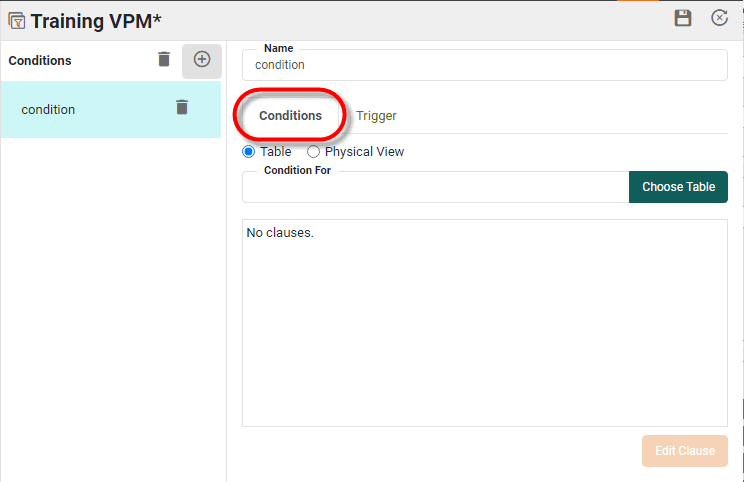 Training VPM*
Conditions
condition
Name
condition
Conditions Trigger
Table Physical View
Condition For
Choose Table
No clauses.
Edit Clause